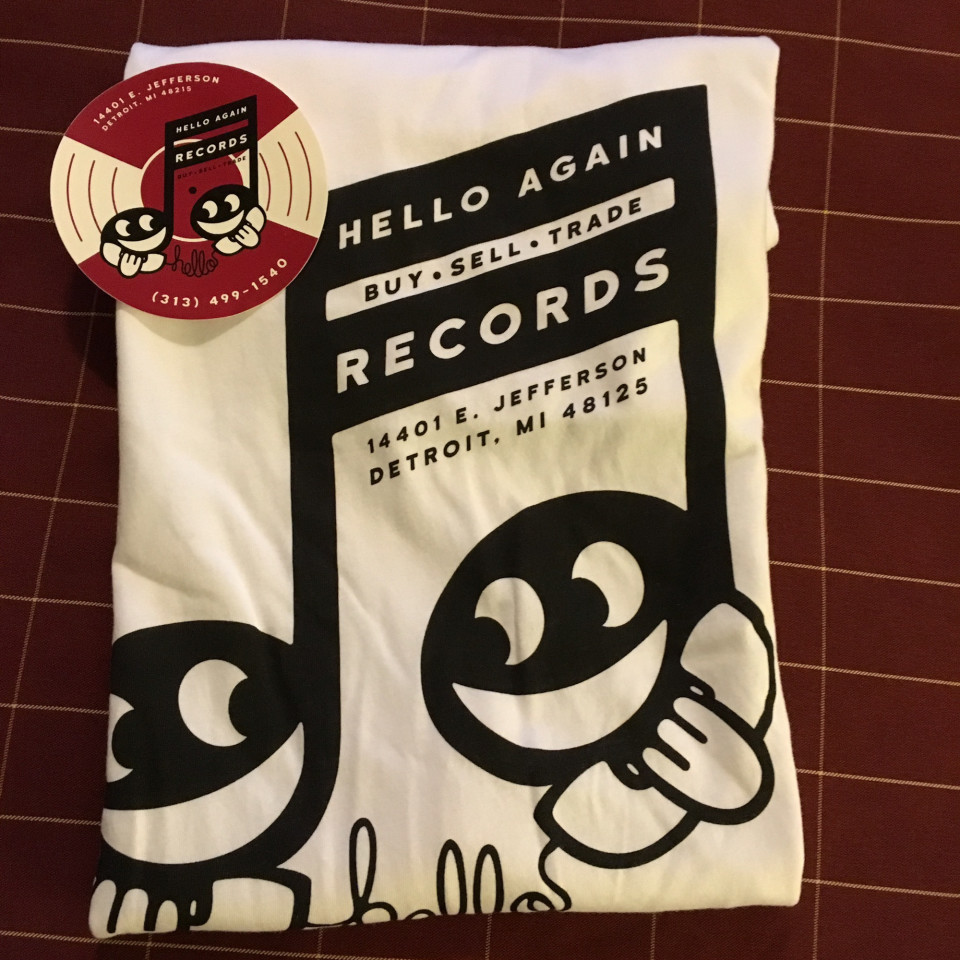 14401 E. JEFFERSON
DETROIT, MI 48215
HELLO AGAIN
RECORDS
BUY•SELL•TRADE
hello
(313) 499-1540
HELLO AGAIN
BUY•SELL•TRADE
RECORDS
14401 E. JEFFERSON
DETROIT, MI 48125
hello